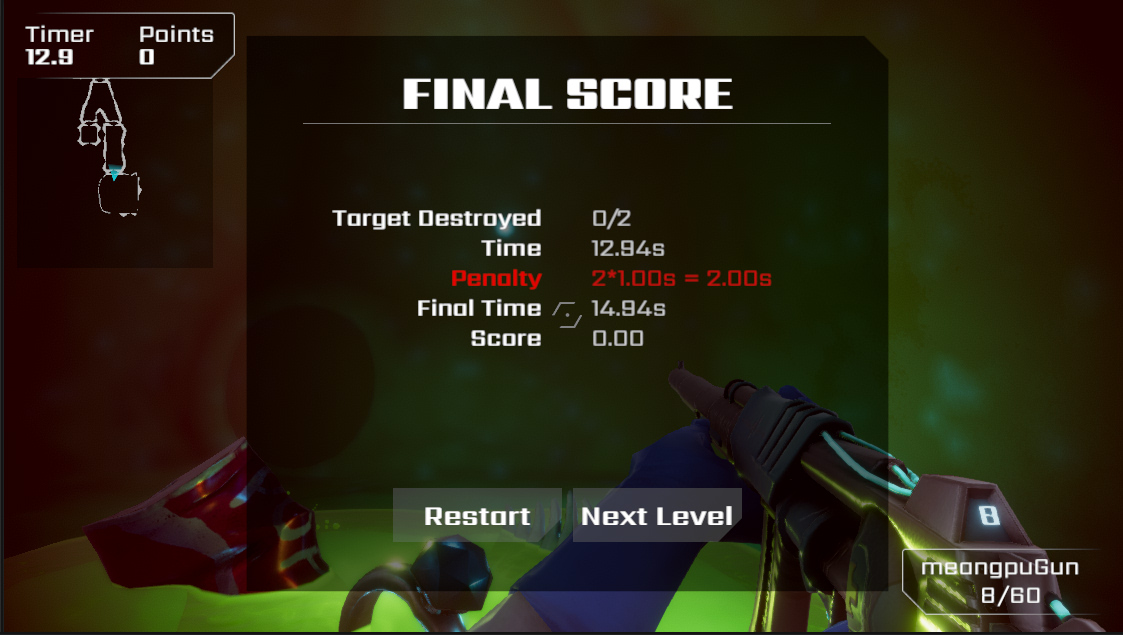 Timer Points
12.9 0
FINAL SCORE
Target Destroyed 0/2
Time 12.94s
Penalty 2*1.00s = 2.00s
Final Time 14.94s
Score 0.00
Restart Next Level
8
meangpuGun
8/60